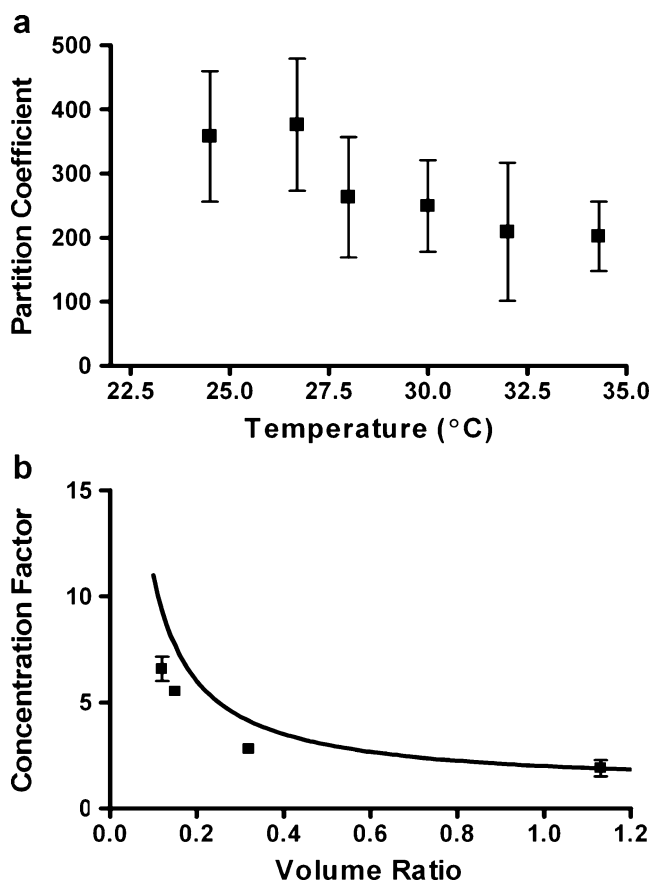 a
500
400
300
200
100
0
Partition Coefficient
22.5 25.0 27.5 30.0 32.5 35.0
Temperature (°C)
b
15
10
5
0
Concentration Factor
0.0 0.2 0.4 0.6 0.8 1.0 1.2
Volume Ratio